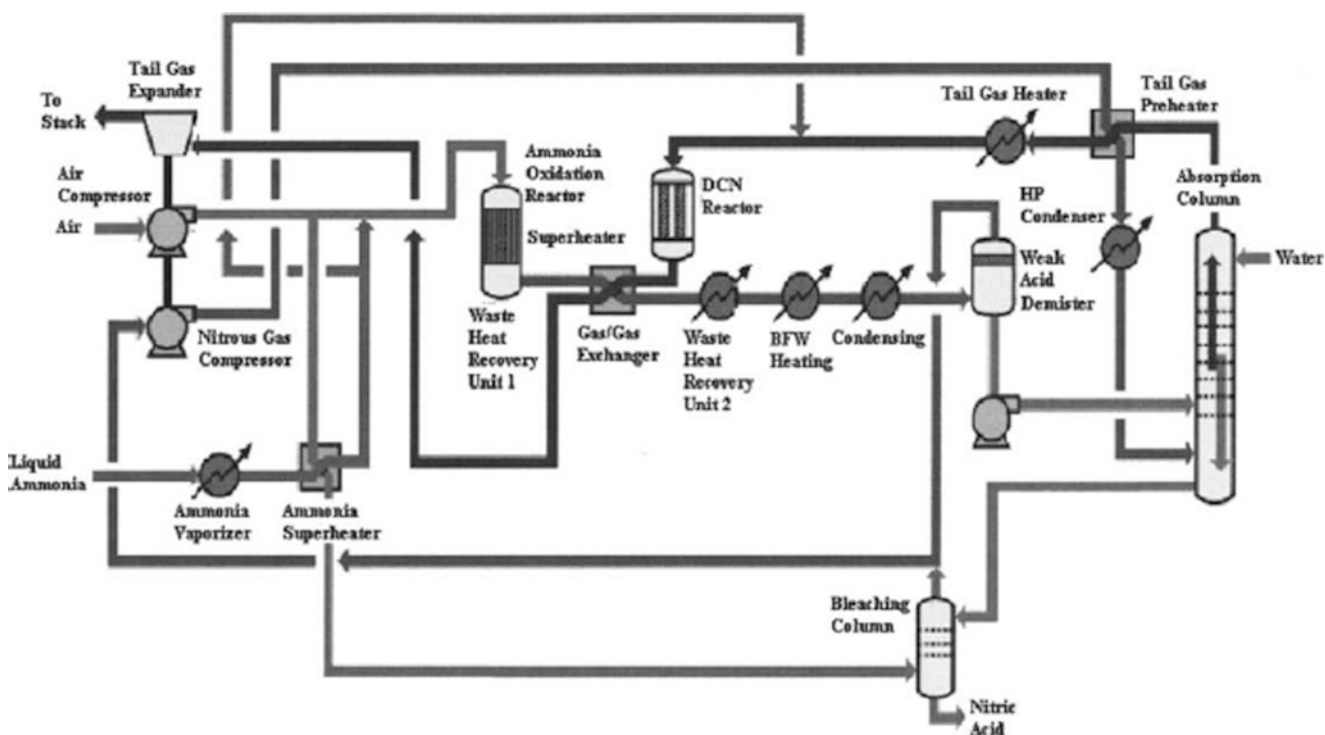 Tail Gas
Expander
To
Stack
Air
Compressor
Air
Nitrous Gas
Compressor
Liquid
Ammonia
Ammonia
Vaporizer
Ammonia
Superheater
Ammonia
Oxidation
Reactor
Superheater
Waste
Heat
Recovery
Unit 1
Gas/Gas
Exchanger
DCN
Reactor
Waste
Heat
Recovery
Unit 2
BFW
Heating
Condensing
Tail Gas Heater
Tail Gas
Preheater
HP
Condenser
Weak
Acid
Demister
Absorption
Column
Water
Bleaching
Column
Nitric
Acid